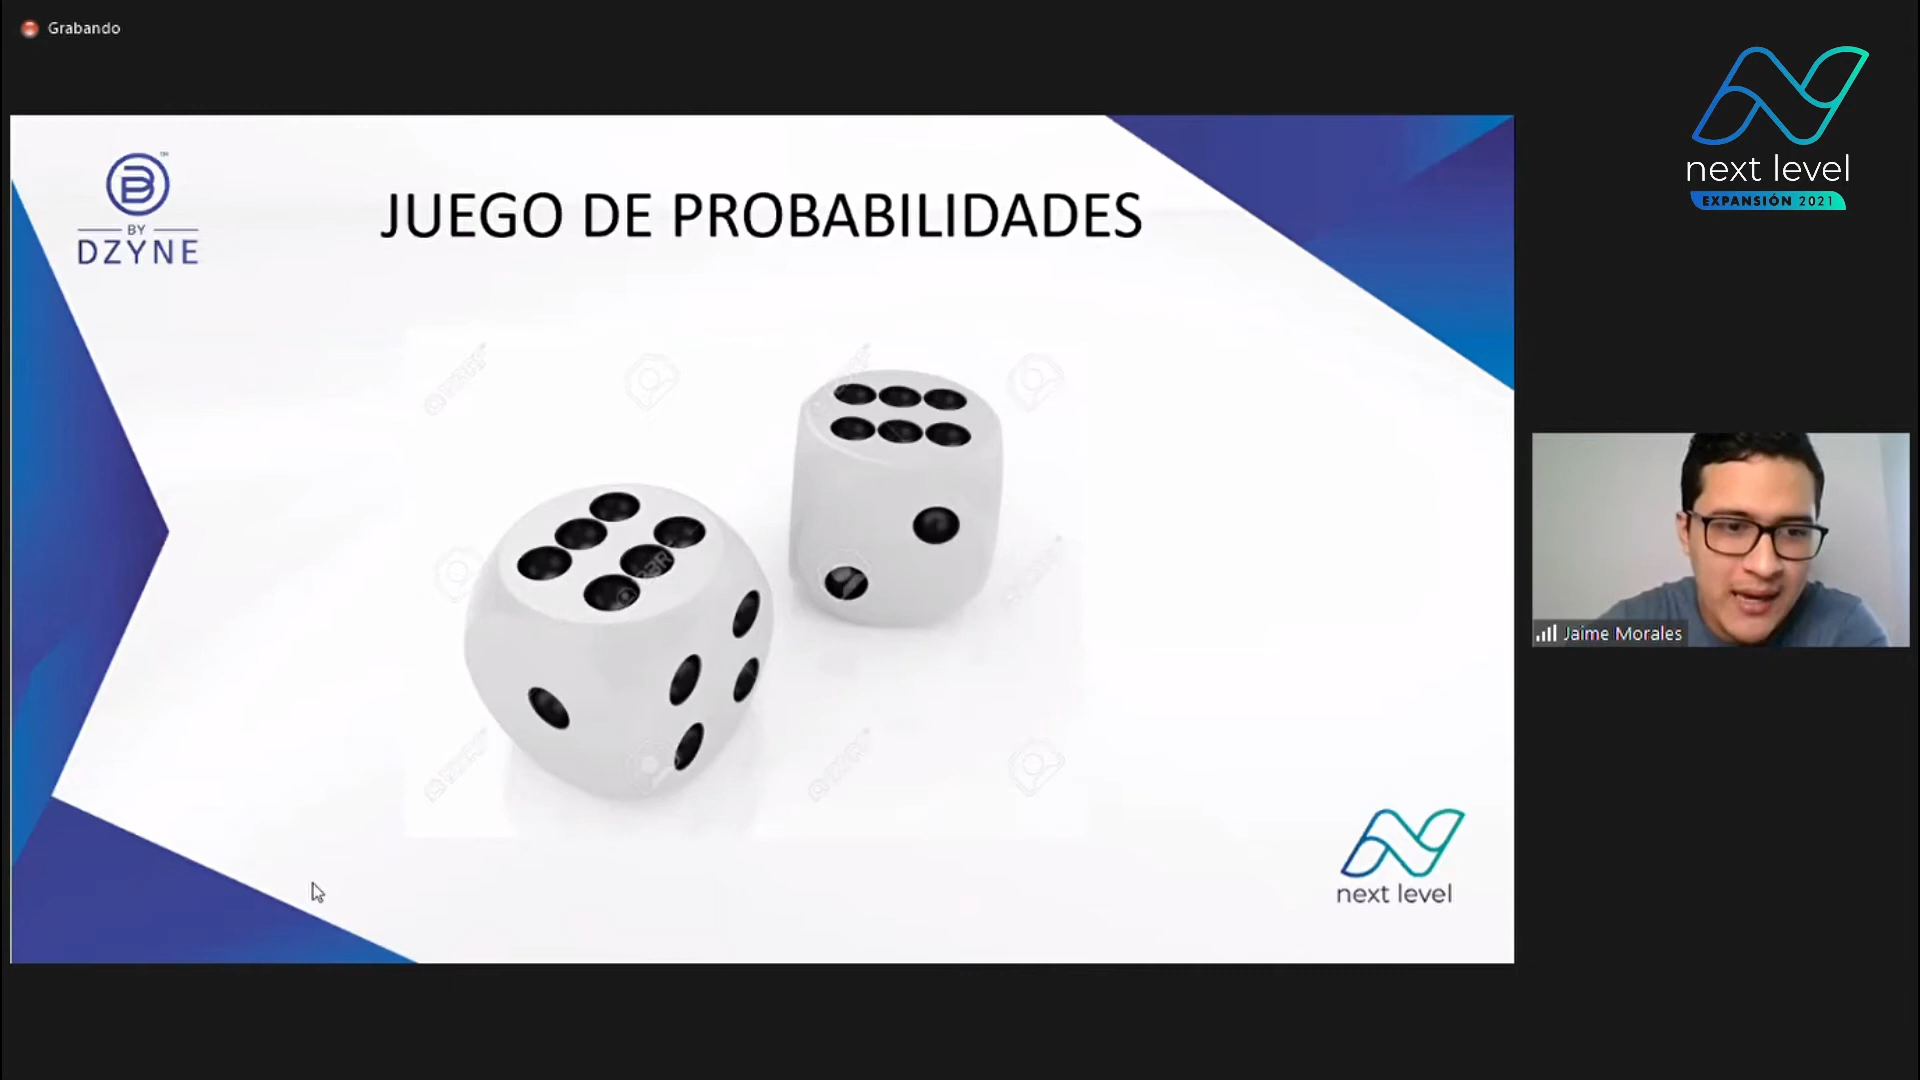 Grabando
B
BY
DZYNE
JUEGO DE PROBABILIDADES
next level
EXPANSIÓN 2021
Jaime Morales
next level